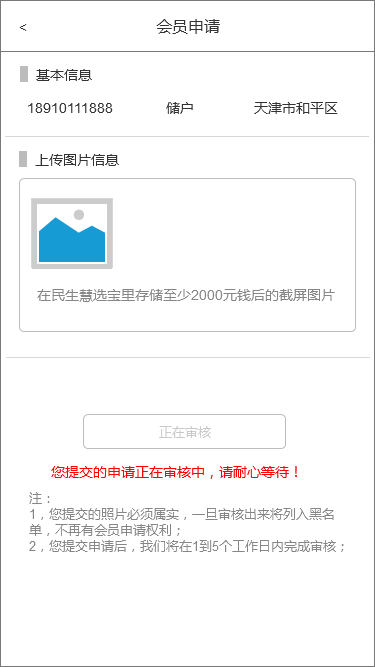 < 会员申请
基本信息
18910111888 储户 天津市和平区
上传图片信息
在民生慧选宝里存储至少2000元钱后的截屏图片
正在审核
您提交的申请正在审核中，请耐心等待！
注：
1，您提交的照片必须属实，一旦审核出来将列入黑名
单，不再有会员申请权利；
2，您提交申请后，我们将在1到5个工作日内完成审核；